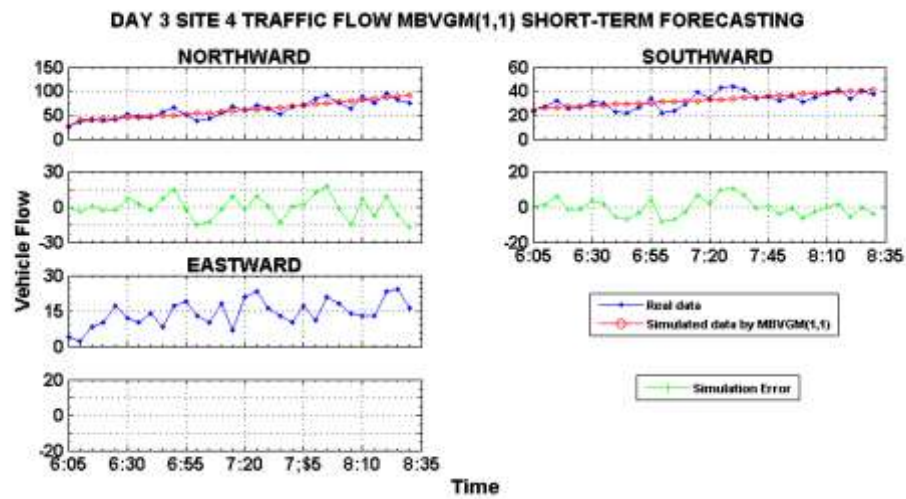 DAY 3 SITE 4 TRAFFIC FLOW MBVGM(1,1) SHORT-TERM FORECASTING
NORTHWARD
150
100
50
0
30
0
-30
EASTWARD
30
15
0
20
0
-20
6:05 6:30 6:55 7:20 7:$5 8:10 8:35
SOUTHWARD
60
40
20
0
20
0
-20
6:05 6:30 6:55 7:20 7:45 8:10 8:35
Real data
Simulated data by MBVGM(1,1)
Simulation Error
Vehicle Flow
Time